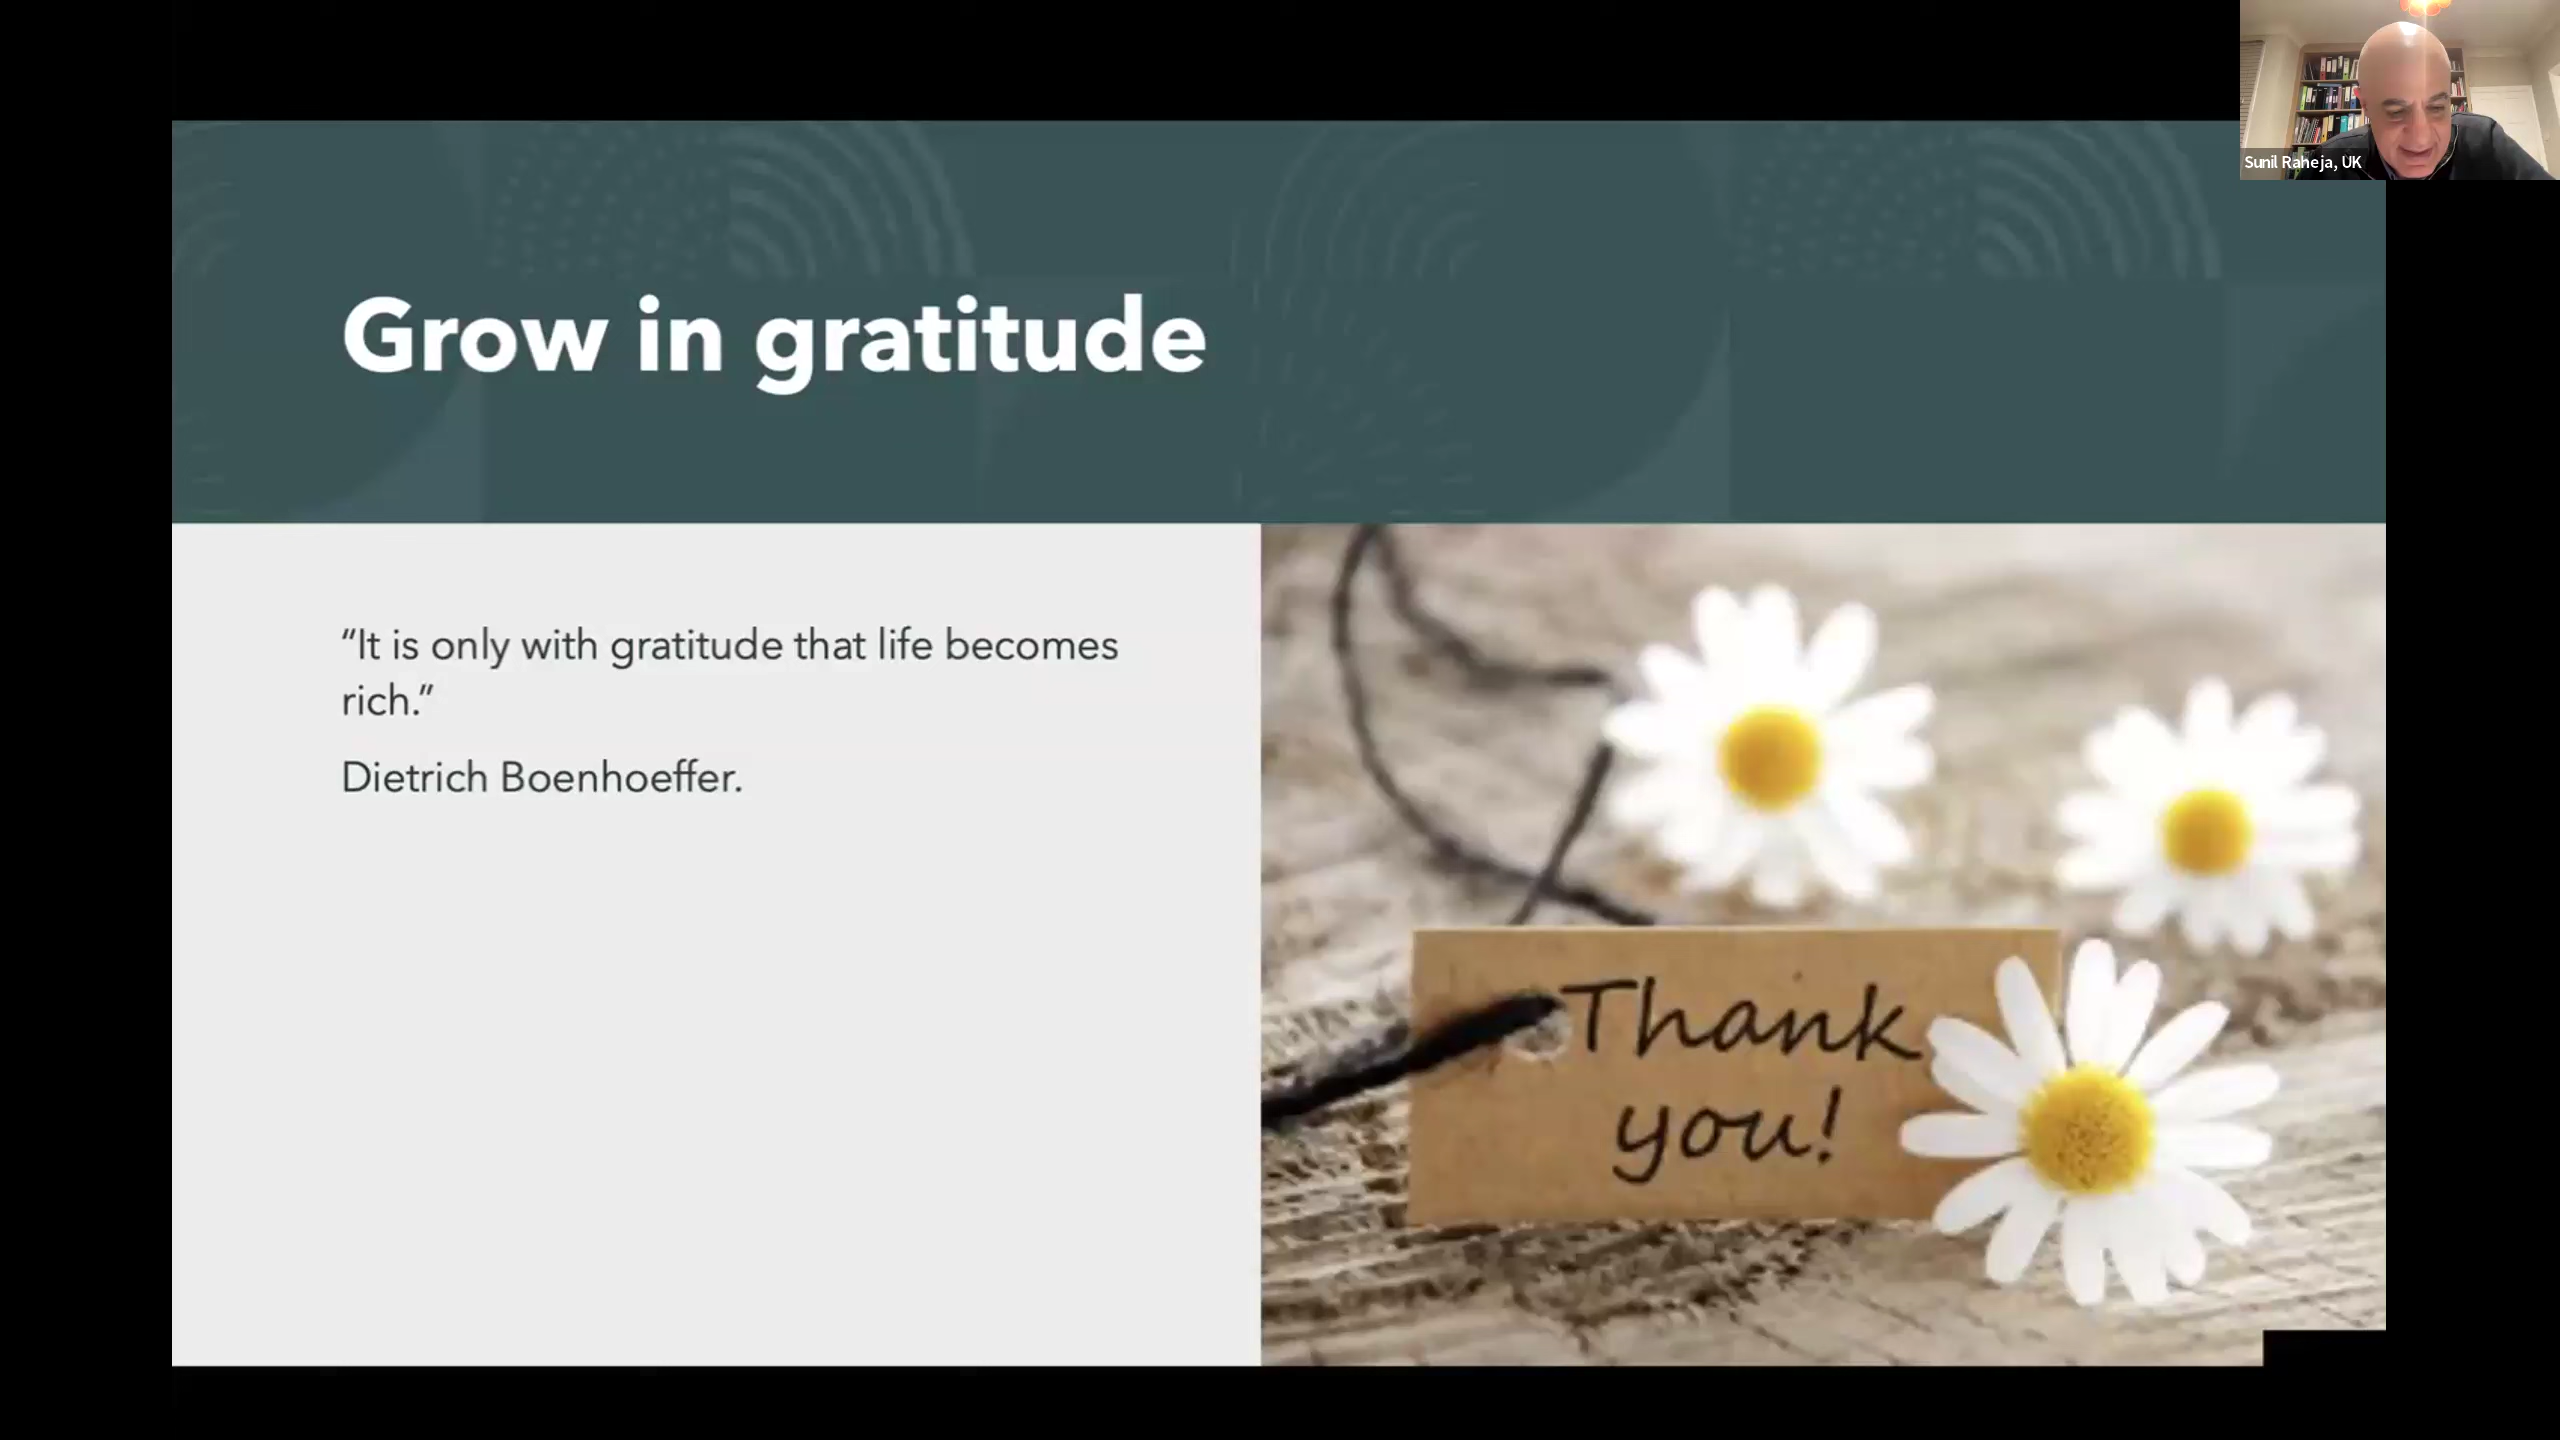 Sunil Raheja, UK
Grow in gratitude
“It is only with gratitude that life becomes
rich.”
Dietrich Boenhoeffer.
Thank
you!